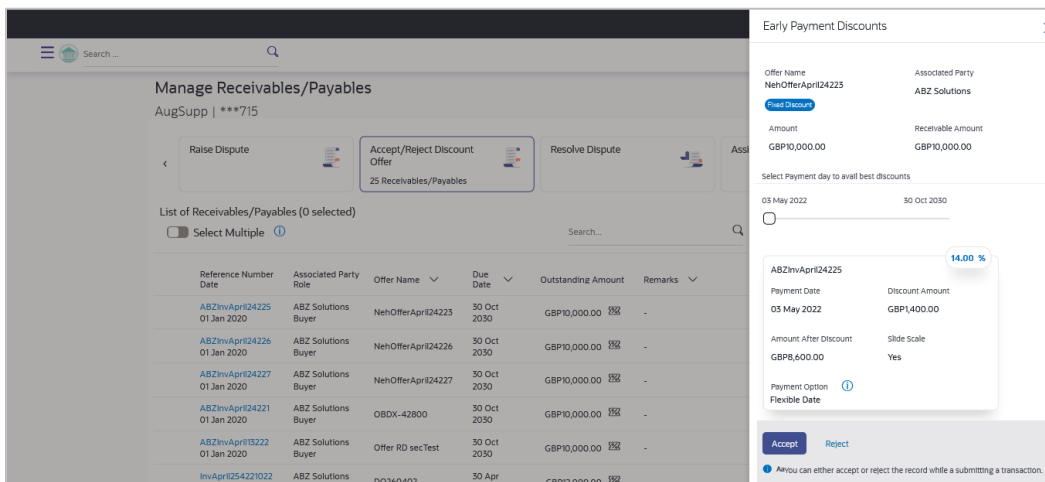 Early Payment Discounts
Search ...
Manage Receivables/Payables
AugSupp | ***715
Raise Dispute
Accept/Reject Discount
Offer
25 Receivables/Payables
Resolve Dispute
List of Receivables/Payables (0 selected)
Select Multiple
Search...
Reference Number
Date
Associated Party
Role
Offer Name
Due
Date
Outstanding Amount
Remarks
ABZInvApril24225
01 Jan 2020
ABZ Solutions
Buyer
NehOfferApril24223
30 Oct
2030
GBP10,000.00
-
ABZInvApril24226
01 Jan 2020
ABZ Solutions
Buyer
NehOfferApril24226
30 Oct
2030
GBP10,000.00
-
ABZInvApril24227
01 Jan 2020
ABZ Solutions
Buyer
NehOfferApril24227
30 Oct
2030
GBP10,000.00
-
ABZInvApril24221
01 Jan 2020
ABZ Solutions
Buyer
OBDX-42800
30 Oct
2030
GBP10,000.00
-
ABZInvApril13222
01 Jan 2020
ABZ Solutions
Buyer
Offer RD secTest
30 Oct
2030
GBP10,000.00
-
InvApril254221022
ABZ Solutions
30 Apr
Offer Name
NehOfferApril24223
Associated Party
ABZ Solutions
Fixed Discount
Amount
GBP10,000.00
Receivable Amount
GBP10,000.00
Select Payment day to avail best discounts
03 May 2022
30 Oct 2030
14.00 %
ABZInvApril24225
Payment Date
03 May 2022
Discount Amount
GBP1,400.00
Amount After Discount
GBP8,600.00
Slide Scale
Yes
Payment Option
Flexible Date
Accept
Reject
You can either accept or reject the record while a submitting a transaction.